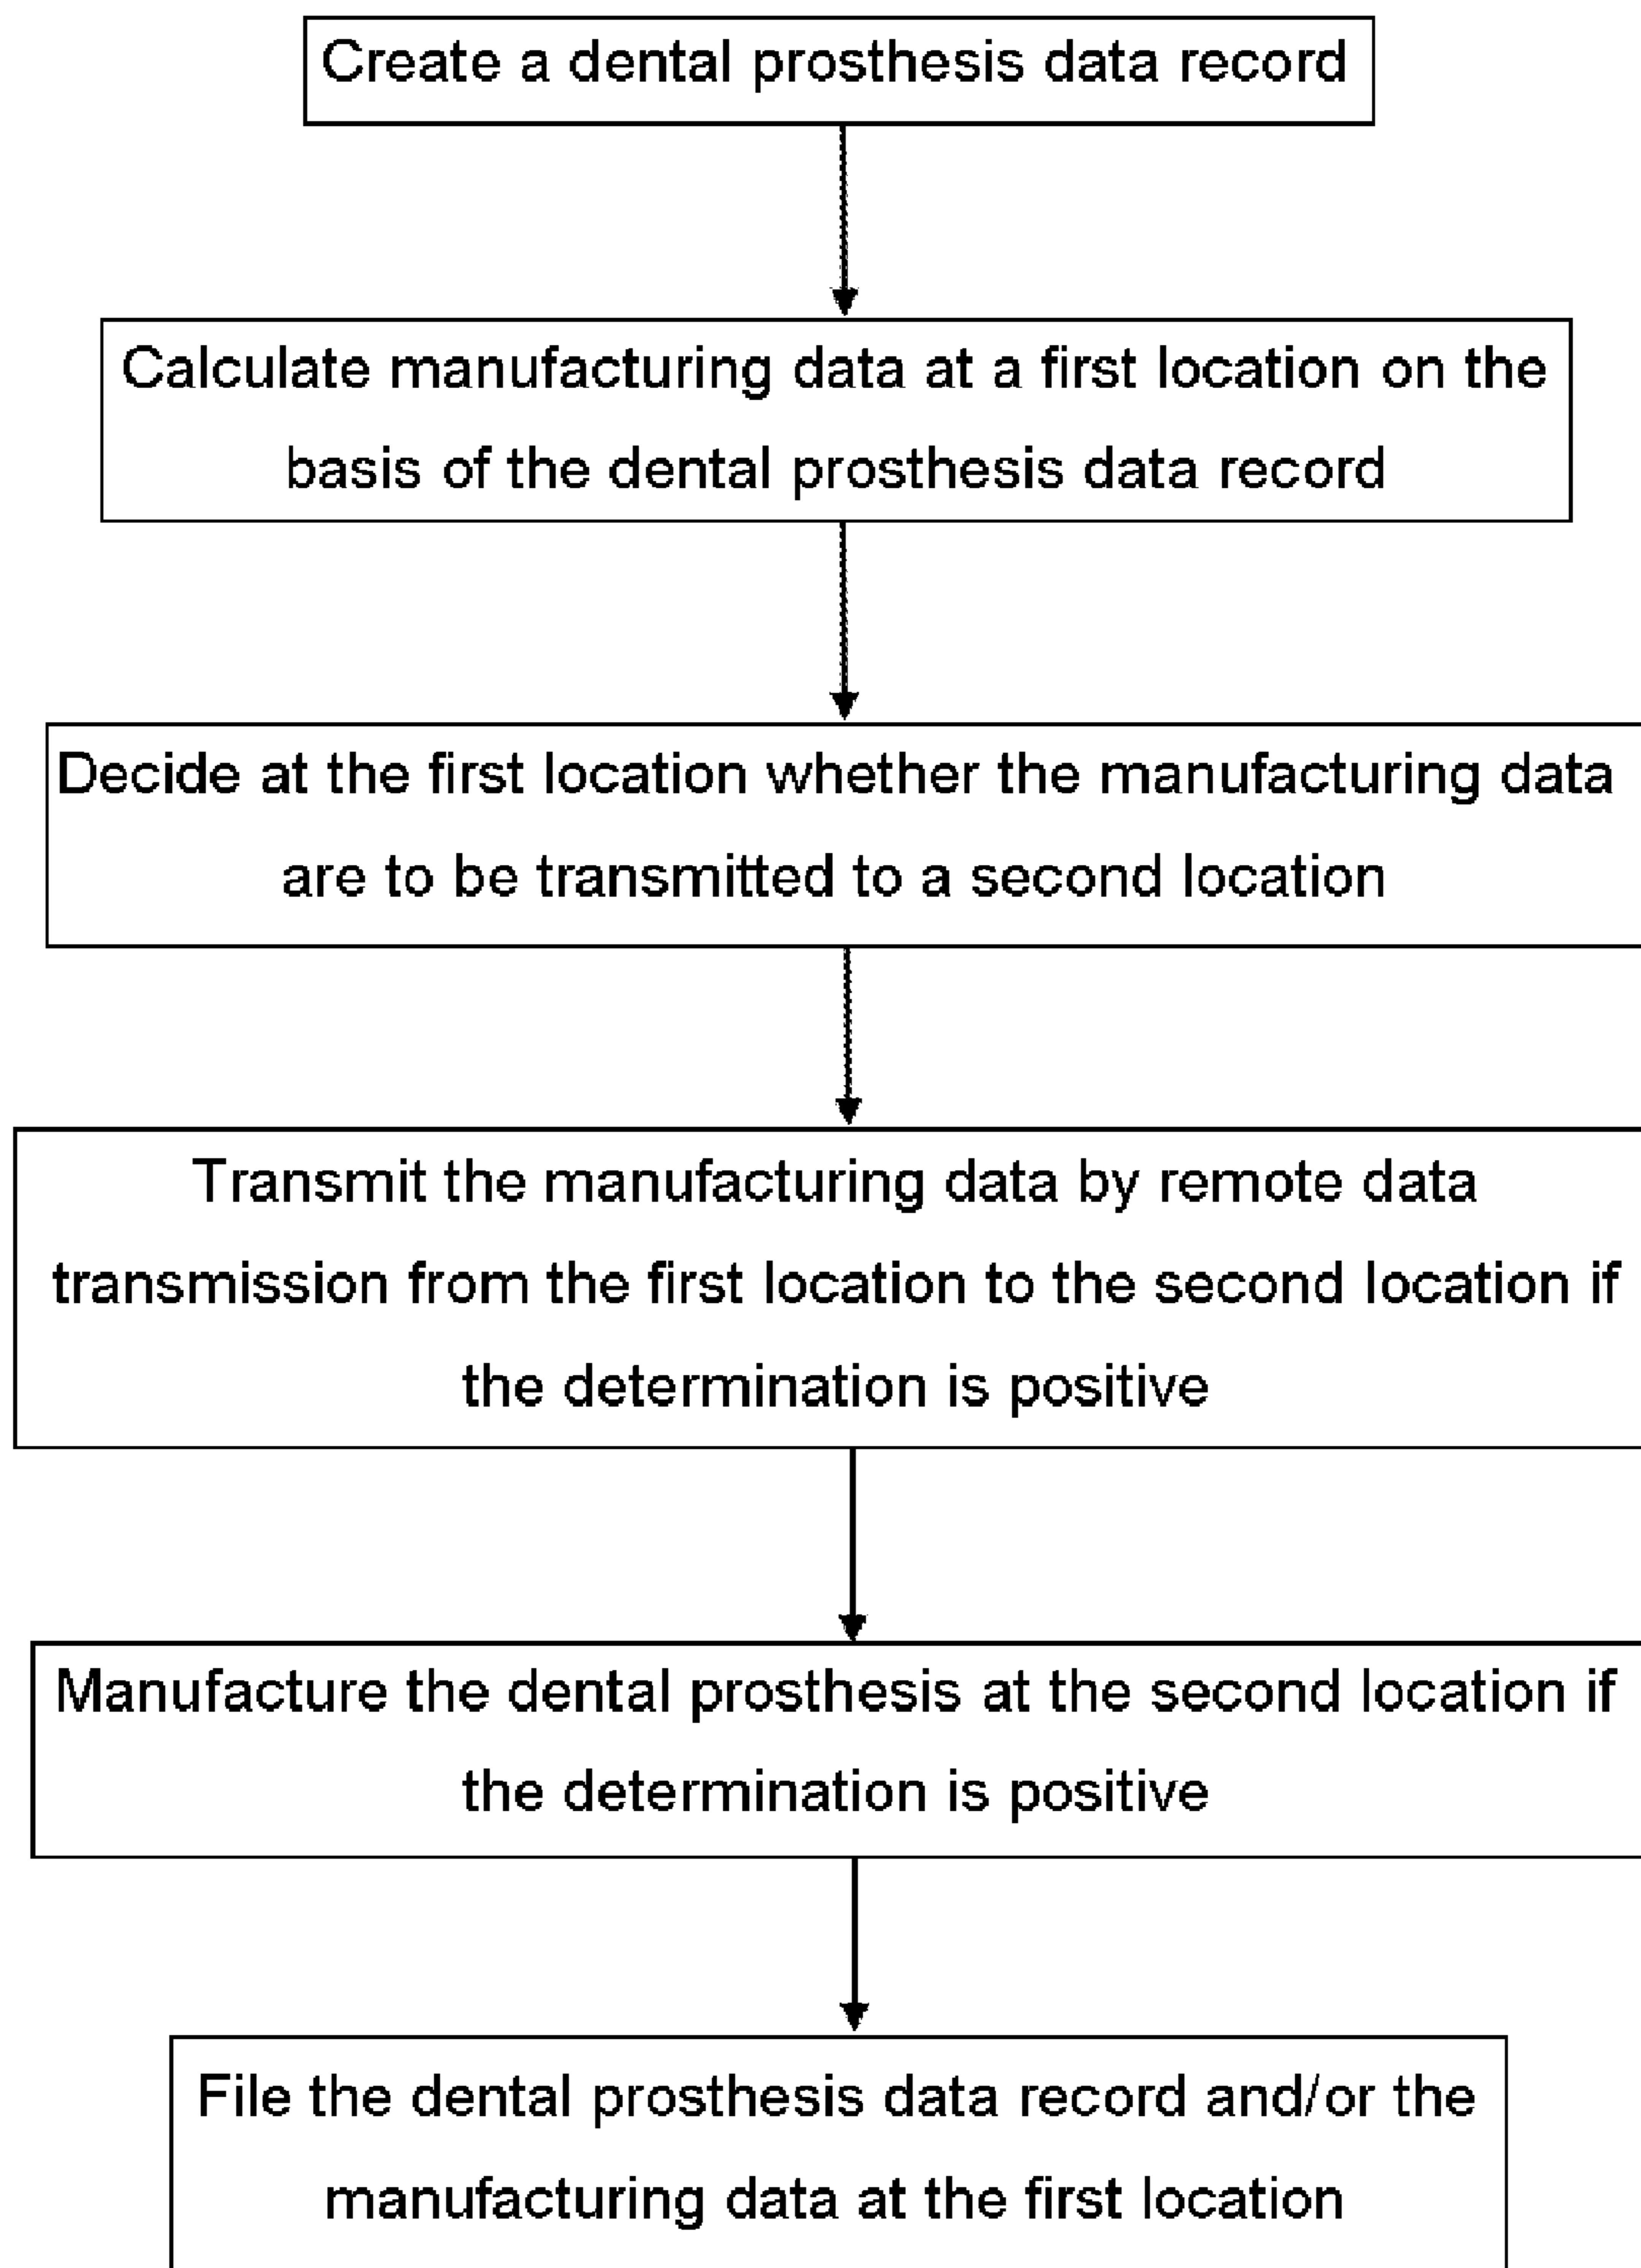 Create a dental prosthesis data record
Calculate manufacturing data at a first location on the
basis of the dental prosthesis data record
Decide at the first location whether the manufacturing data
are to be transmitted to a second location
Transmit the manufacturing data by remote data
transmission from the first location to the second location if
the determination is positive
Manufacture the dental prosthesis at the second location if
the determination is positive
File the dental prosthesis data record and/or the
manufacturing data at the first location